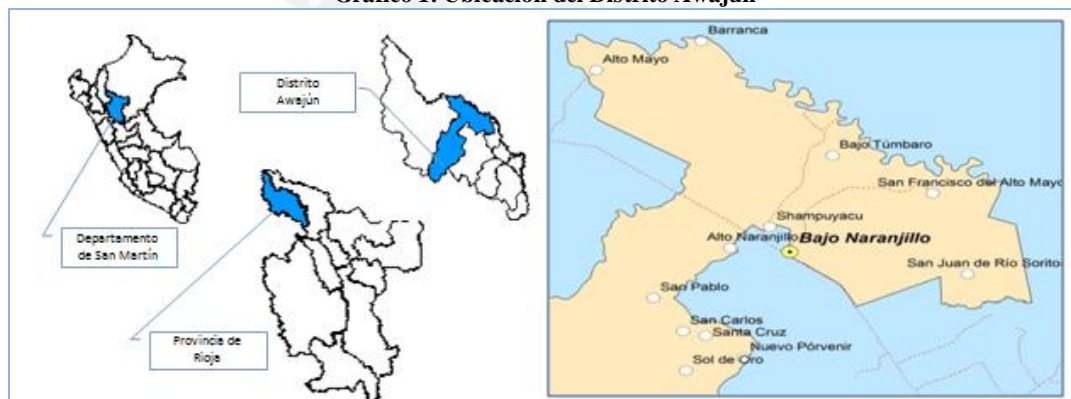 Gráfico 1: Ubicación del Distrito Awajún
Distrito
Awajún
Departamento
de San Martín
Provincia de
Rioja
Barranca
Alto Mayo
Bajo Túmbaro
San Francisco del Alto Mayo
Shampuyacu
Alto Naranjillo
Bajo Naranjillo
San Juan de Río Sorito
San Pablo
San Carlos
Santa Cruz
Nuevo Pórvenir
Sol de Oro